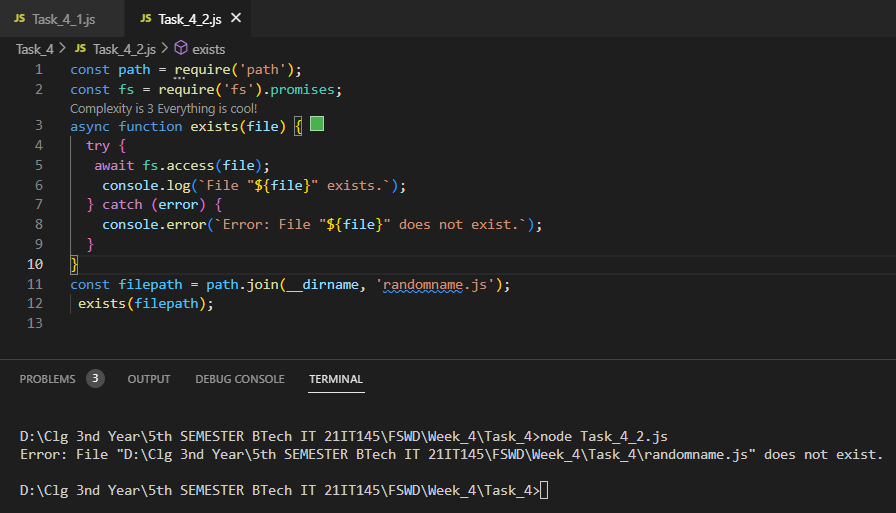 JS Task_4_1.js JS Task_4_2.js ×
Task_4 > JS Task_4_2.js > exists
1 const path = require('path');
2 const fs = require('fs').promises;
Complexity is 3 Everything is cool!
3 async function exists(file) {
4 try {
5 await fs.access(file);
6 console.log(`File "${file}" exists.`);
7 } catch (error) {
8 console.error(`Error: File "${file}" does not exist.`);
9 }
10 }
11 const filepath = path.join(__dirname, 'randomname.js');
12 exists(filepath);
13
PROBLEMS 3 OUTPUT DEBUG CONSOLE TERMINAL
D:\Clg 3nd Year\5th SEMESTER BTech IT 21IT145\FSWD\Week_4\Task_4>node Task_4_2.js
Error: File "D:\Clg 3nd Year\5th SEMESTER BTech IT 21IT145\FSWD\Week_4\Task_4\randomname.js" does not exist.
D:\Clg 3nd Year\5th SEMESTER BTech IT 21IT145\FSWD\Week_4\Task_4>